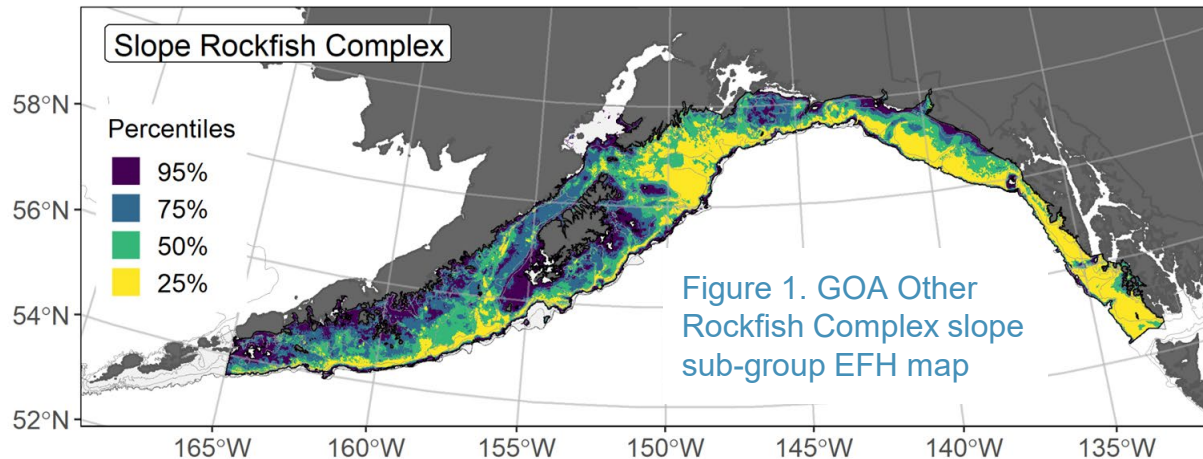 Slope Rockfish Complex
58°N
56°N
54°N
52°N
Percentiles
95%
75%
50%
25%
Figure 1. GOA Other
Rockfish Complex slope
sub-group EFH map
165°W
160°W
155°W
150°W
145°W
140°W
135°W